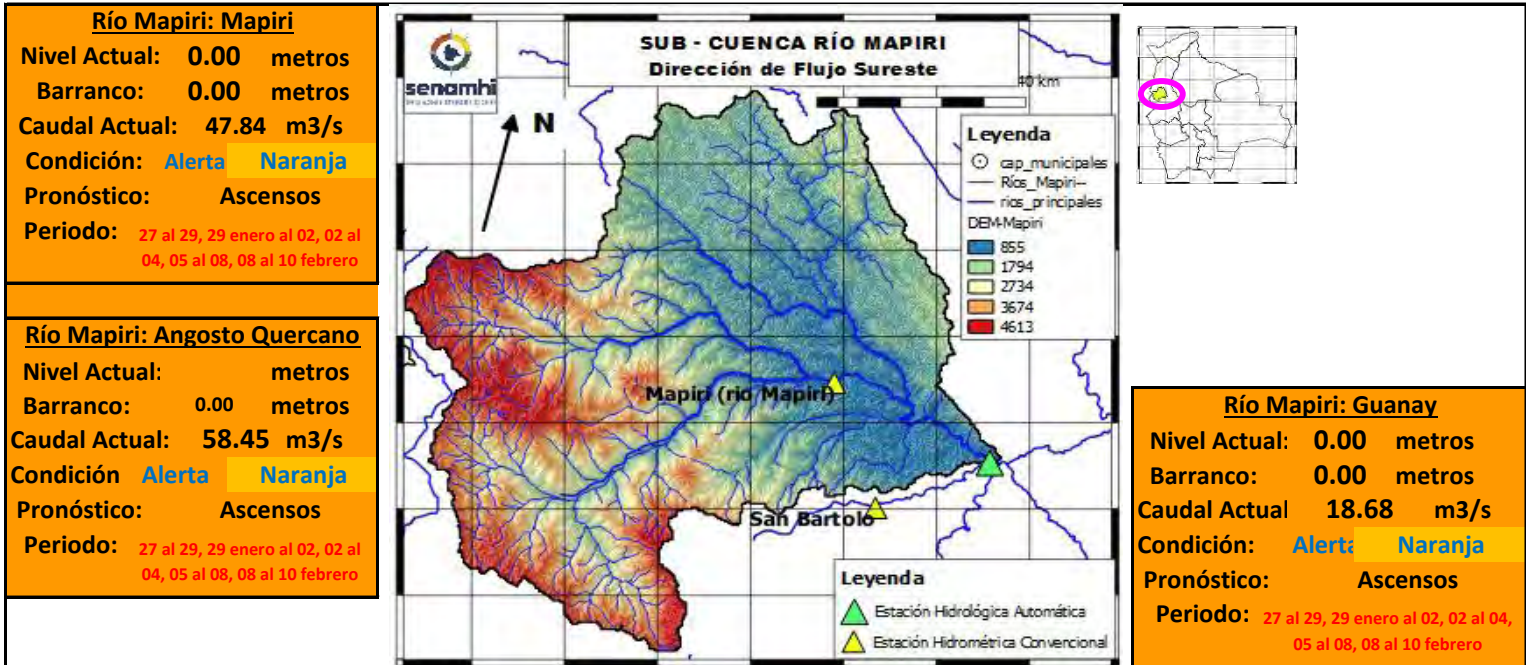 Río Mapiri: Mapiri
Nivel Actual: 0.00 metros
Barranco: 0.00 metros
Caudal Actual: 47.84 m3/s
Condición: Alerta Naranja
Pronóstico: Ascensos
Periodo: 27 al 29, 29 enero al 02, 02 al
04, 05 al 08, 08 al 10 febrero
Río Mapiri: Angosto Quercano
Nivel Actual: metros
Barranco: 0.00 metros
Caudal Actual: 58.45 m3/s
Condición Alerta Naranja
Pronóstico: Ascensos
Periodo: 27 al 29, 29 enero al 02, 02 al
04, 05 al 08, 08 al 10 febrero
senamhi
SUB - CUENCA RÍO MAPIRI
Dirección de Flujo Sureste
40 km
N
Leyenda
cap_municipales
Ríos_Mapiri--
rios_principales
DEM-Mapiri
855
1794
2734
3674
4613
Mapiri (rio Mapiri)
San Bartolo
Leyenda
Estación Hidrológica Automática
Estación Hidrométrica Convencional
Río Mapiri: Guanay
Nivel Actual: 0.00 metros
Barranco: 0.00 metros
Caudal Actual 18.68 m3/s
Condición: Alerta Naranja
Pronóstico: Ascensos
Periodo: 27 al 29, 29 enero al 02, 02 al 04,
05 al 08, 08 al 10 febrero